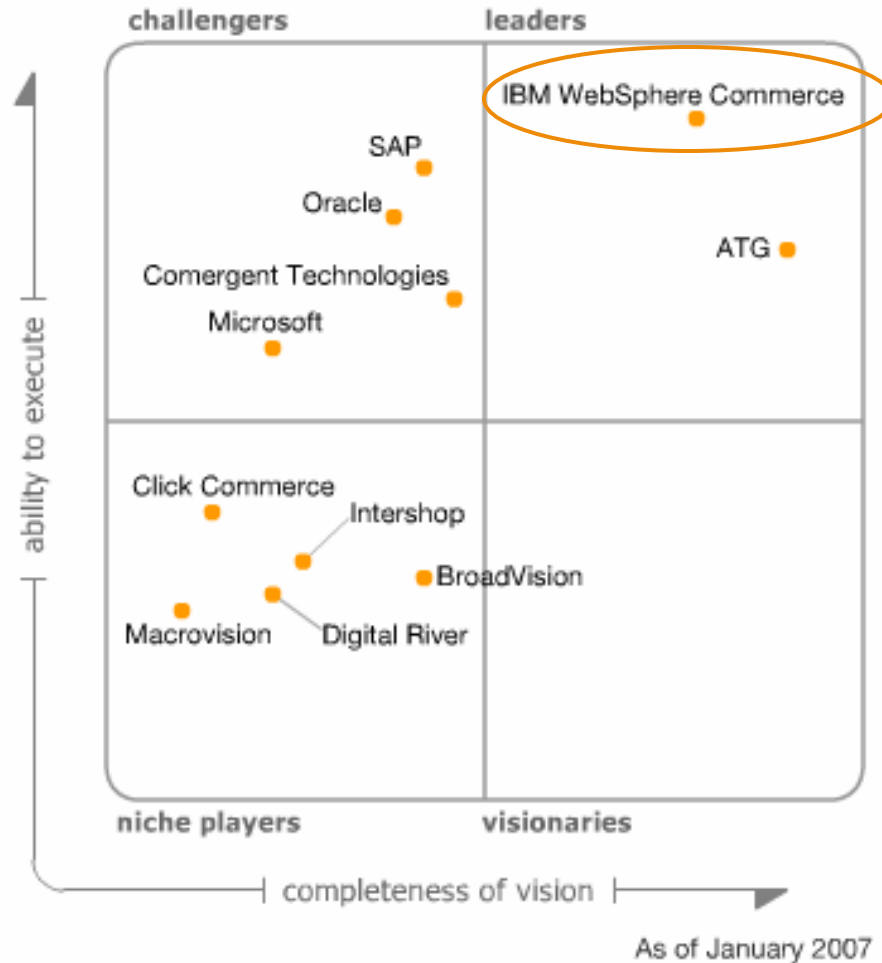 challengers
leaders
IBM WebSphere Commerce
SAP
Oracle
ATG
Comergent Technologies
Microsoft
ability to execute
Click Commerce
Intershop
BroadVision
Macrovision
Digital River
niche players
visionaries
completeness of vision
As of January 2007